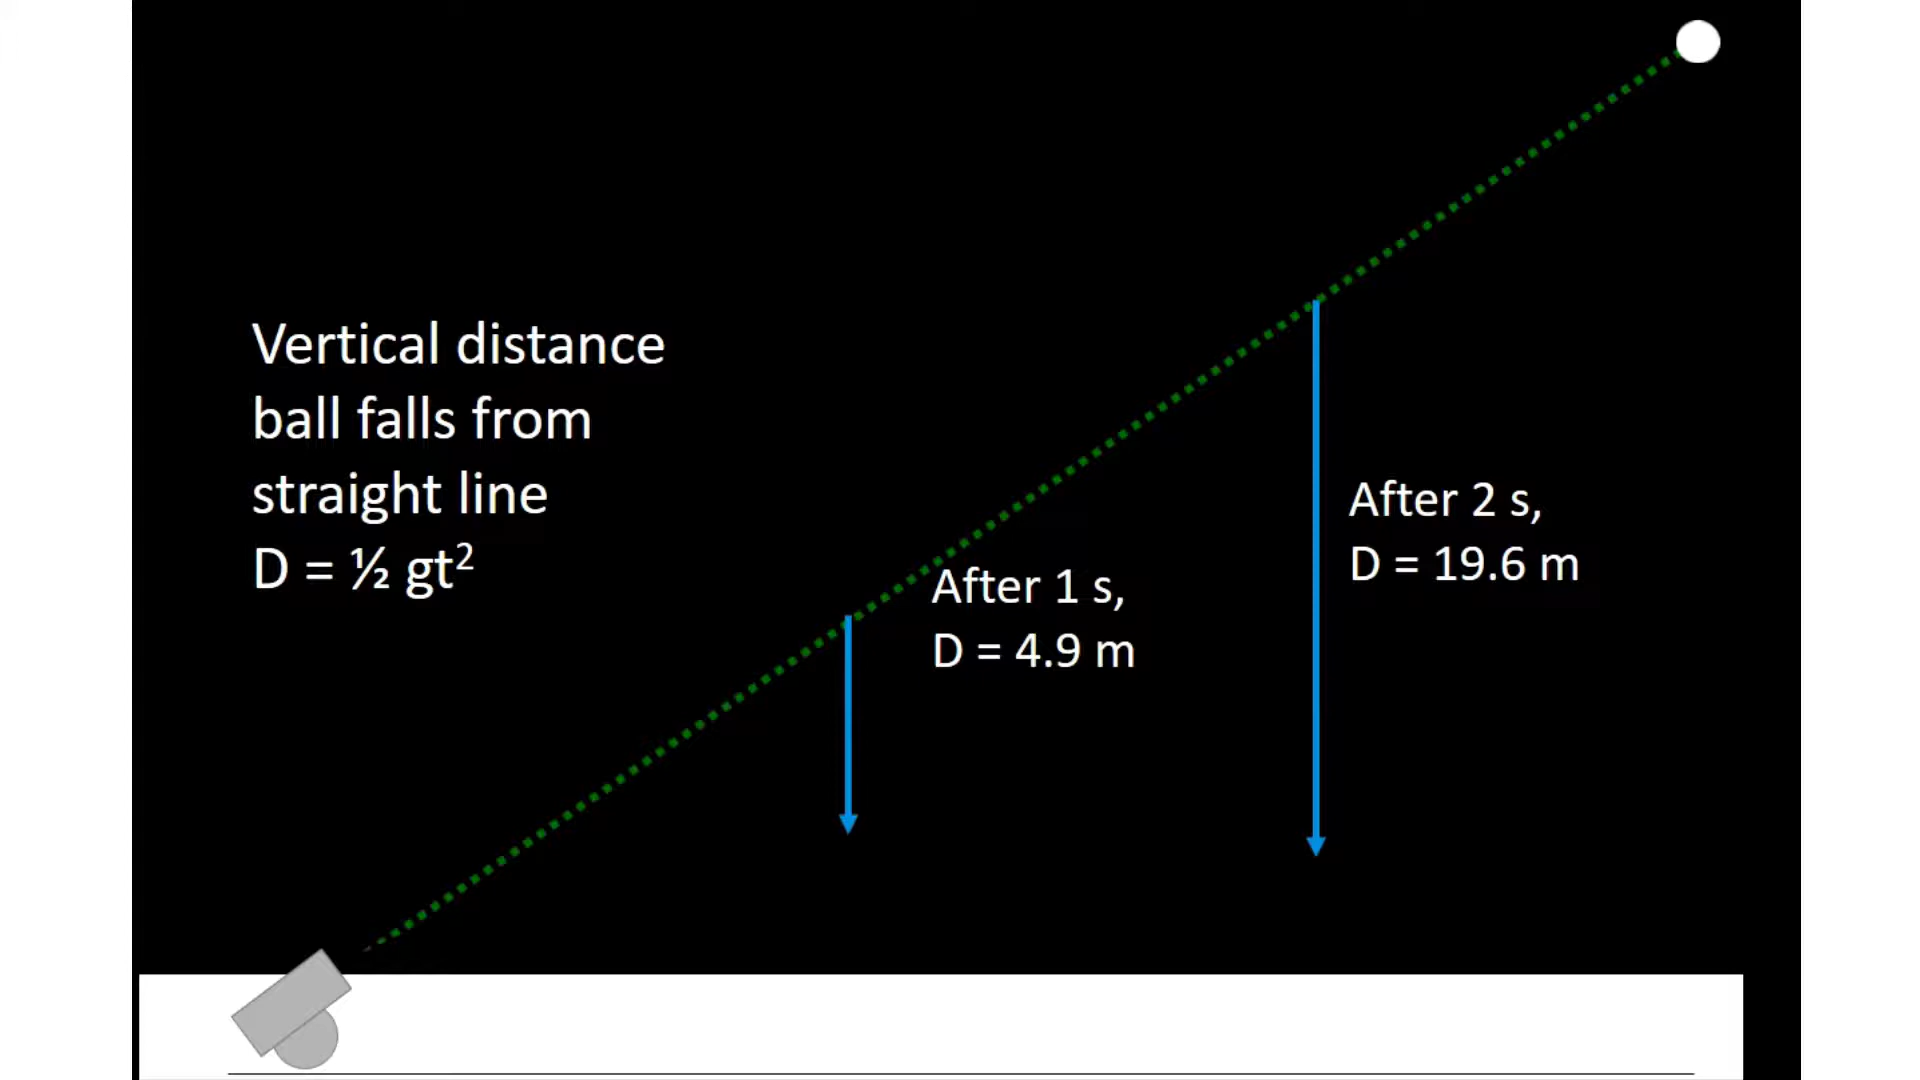 Vertical distance
ball falls from
straight line
D = ½ gt²
After 1 s,
D = 4.9 m
After 2 s,
D = 19.6 m